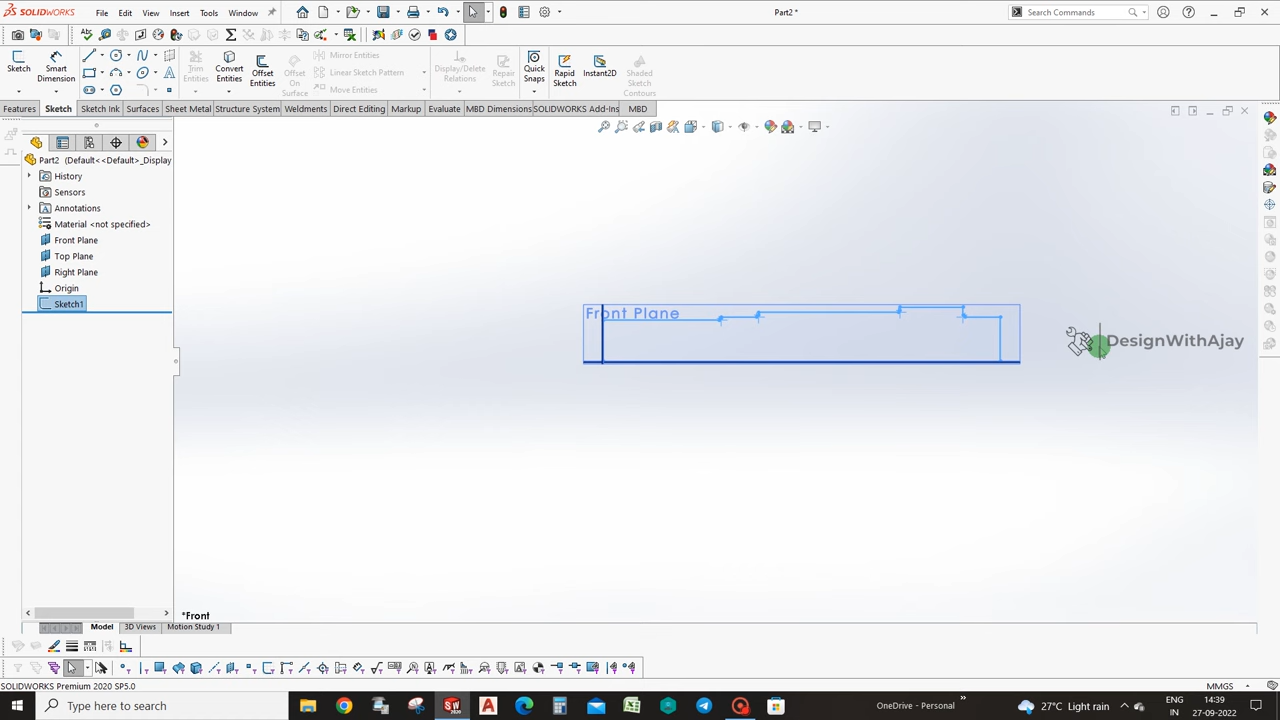 SOLIDWORKS File Edit View Insert Tools Window Part2 * Search Commands
Sketch Smart Dimension Trim Entities Convert Entities Offset Entities Offset On Surface Mirror Entities Linear Sketch Pattern Move Entities Display/Delete Relations Repair Sketch Quick Snaps Rapid Sketch Instant2D Shaded Sketch Contours
Features Sketch Sketch Ink Surfaces Sheet Metal Structure System Weldments Direct Editing Markup Evaluate MBD Dimensions SOLIDWORKS Add-Ins MBD
Part2 (Default<<Default>_Display
History
Sensors
Annotations
Material <not specified>
Front Plane
Top Plane
Right Plane
Origin
Sketch1
Front Plane
DesignWithAjay
*Front
Model 3D Views Motion Study 1
SOLIDWORKS Premium 2020 SP5.0 MMGS
Type here to search OneDrive - Personal 27°C Light rain ENG IN 14:39 27-09-2022